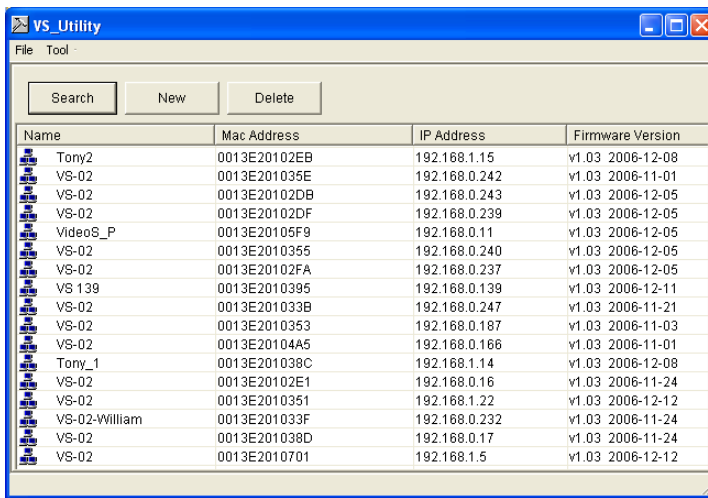 VS_Utility
File Tool
Search New Delete
Name Mac Address IP Address Firmware Version
Tony2 0013E20102EB 192.168.1.15 v1.03 2006-12-08
VS-02 0013E201035E 192.168.0.242 v1.03 2006-11-01
VS-02 0013E20102DB 192.168.0.243 v1.03 2006-12-05
VS-02 0013E20102DF 192.168.0.239 v1.03 2006-12-05
VideoS_P 0013E20105F9 192.168.0.11 v1.03 2006-12-05
VS-02 0013E2010355 192.168.0.240 v1.03 2006-12-05
VS-02 0013E20102FA 192.168.0.237 v1.03 2006-12-05
VS 139 0013E2010395 192.168.0.139 v1.03 2006-12-11
VS-02 0013E201033B 192.168.0.247 v1.03 2006-11-21
VS-02 0013E2010353 192.168.0.187 v1.03 2006-11-03
VS-02 0013E20104A5 192.168.0.166 v1.03 2006-11-01
Tony_1 0013E201038C 192.168.1.14 v1.03 2006-12-08
VS-02 0013E20102E1 192.168.0.16 v1.03 2006-11-24
VS-02 0013E2010351 192.168.1.22 v1.03 2006-12-12
VS-02-William 0013E201033F 192.168.0.232 v1.03 2006-11-24
VS-02 0013E201038D 192.168.0.17 v1.03 2006-11-24
VS-02 0013E2010701 192.168.1.5 v1.03 2006-12-12